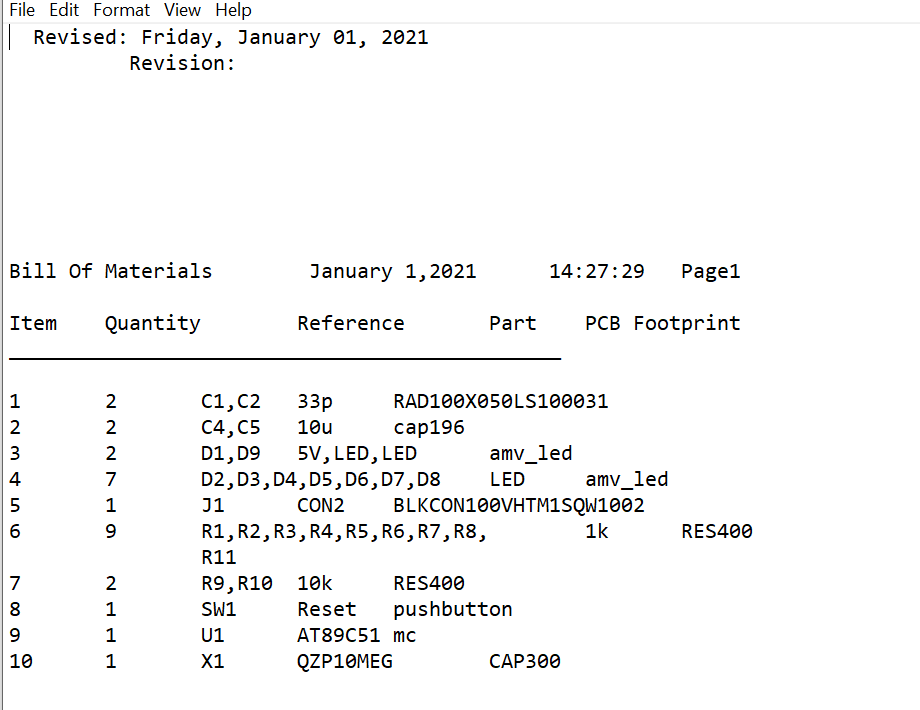 File Edit Format View Help
Revised: Friday, January 01, 2021
Revision:
Bill Of Materials January 1,2021 14:27:29 Page1
Item Quantity Reference Part PCB Footprint
1 2 C1,C2 33p RAD100X050LS100031
2 2 C4,C5 10u cap196
3 2 D1,D9 5V,LED,LED amv_led
4 7 D2,D3,D4,D5,D6,D7,D8 LED amv_led
5 1 J1 CON2 BLKCON100VHTM1SQW1002
6 9 R1,R2,R3,R4,R5,R6,R7,R8, 1k RES400
R11
7 2 R9,R10 10k RES400
8 1 SW1 Reset pushbutton
9 1 U1 AT89C51 mc
10 1 X1 QZP10MEG CAP300